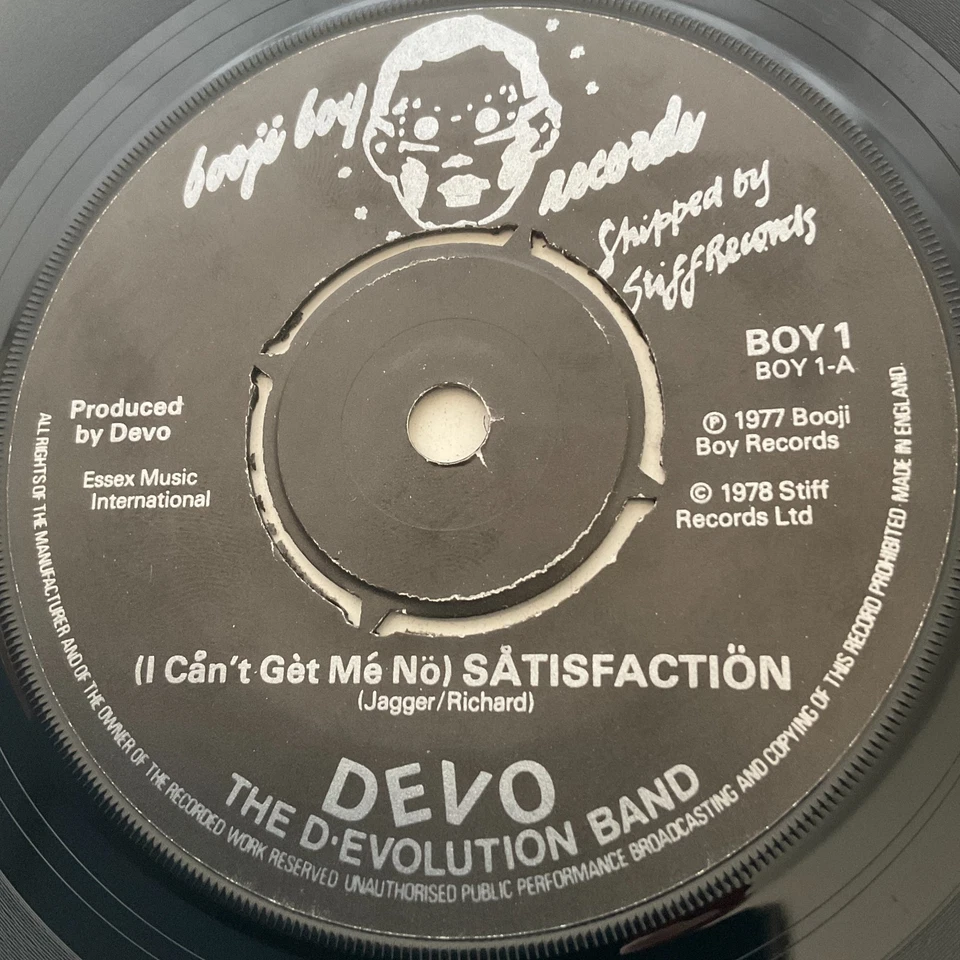 booji boy records
Shipped by
Stiff Records
BOY 1
BOY 1-A
Ⓟ 1977 Booji
Boy Records
© 1978 Stiff
Records Ltd
Produced
by Devo
Essex Music
International
(I Cån't Gèt Mé Nö) SÅTISFACTIÖN
(Jagger/Richard)
DEVO
THE D·EVOLUTION BAND
ALL RIGHTS OF THE MANUFACTURER AND OF THE OWNER OF THE RECORDED WORK RESERVED UNAUTHORISED PUBLIC PERFORMANCE BROADCASTING AND COPYING OF THIS RECORD PROHIBITED MADE IN ENGLAND.